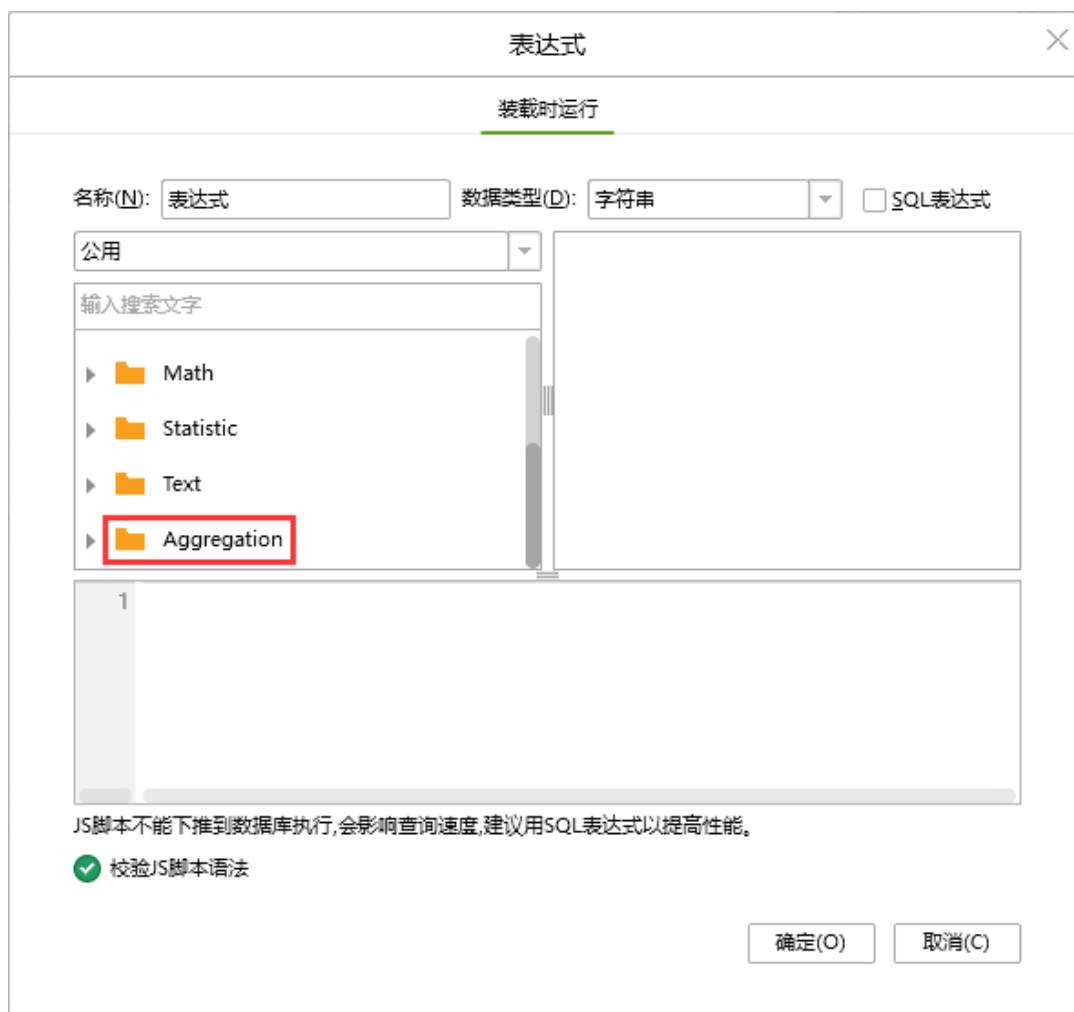 表达式
装载时运行
名称(N): 表达式 数据类型(D): 字符串 SQL表达式
公用
输入搜索文字
Math
Statistic
Text
Aggregation
1
JS脚本不能下推到数据库执行,会影响查询速度,建议用SQL表达式以提高性能。
校验JS脚本语法
确定(O) 取消(C)